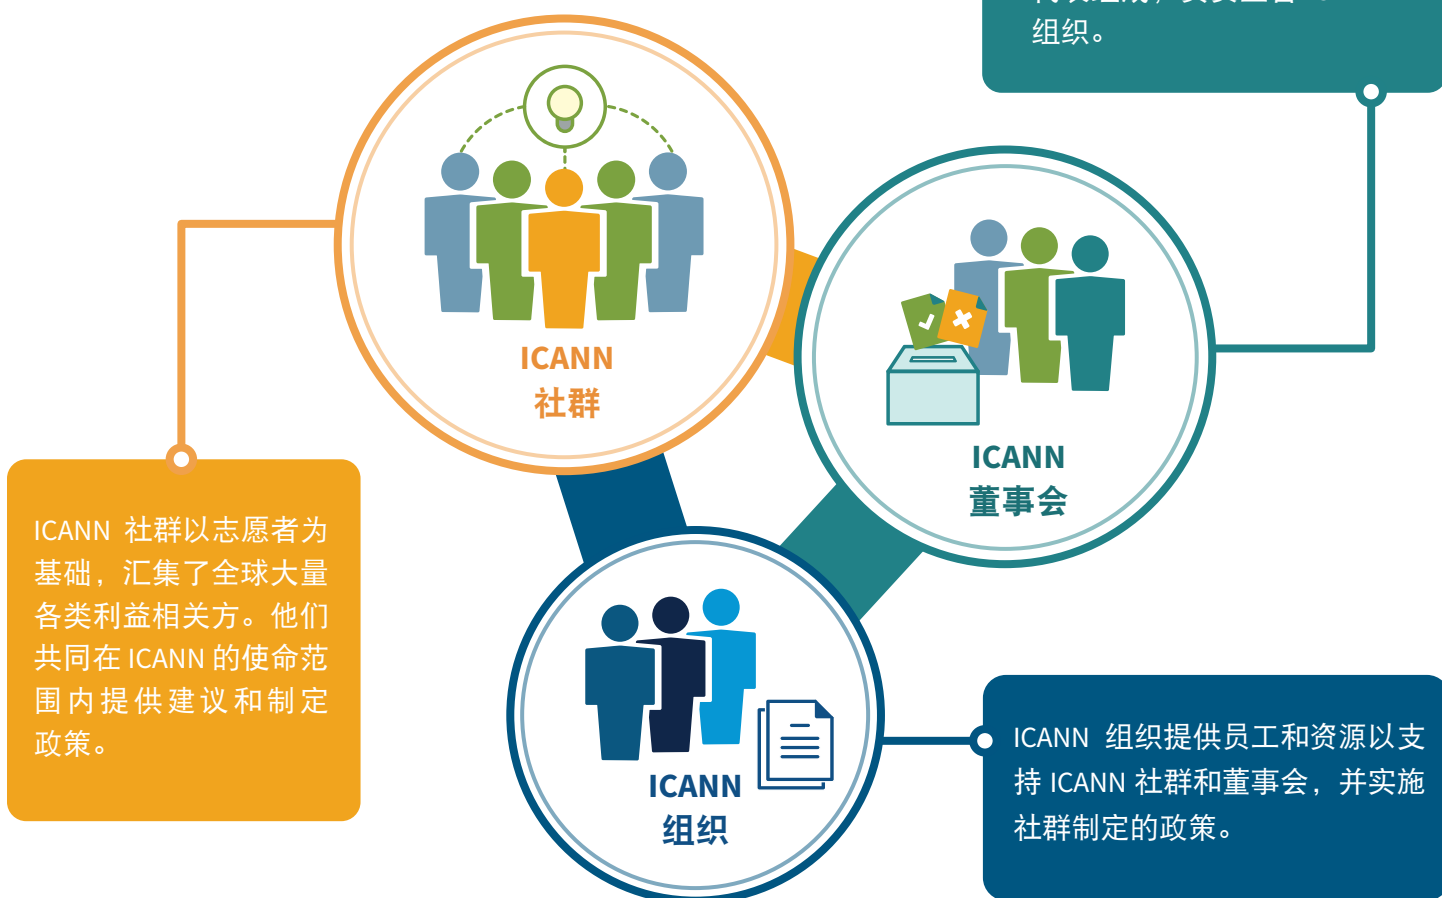 组织。
ICANN
社群
ICANN
董事会
ICANN 社群以志愿者为
基础，汇集了全球大量
各类利益相关方。他们
共同在 ICANN 的使命范
围内提供建议和制定
政策。
ICANN
组织
ICANN 组织提供员工和资源以支
持 ICANN 社群和董事会，并实施
社群制定的政策。